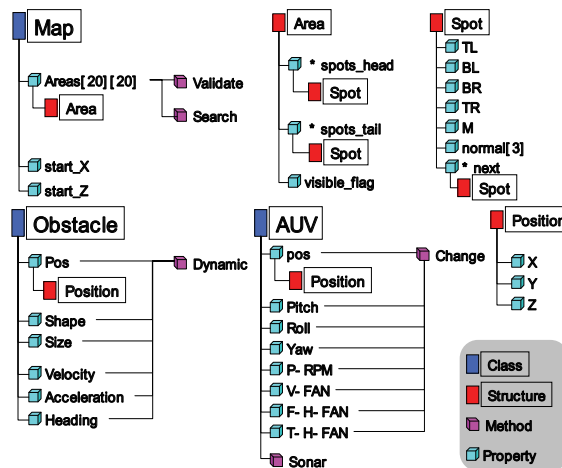 Map
Areas[ 20] [ 20]
Area
Validate
Search
start_X
start_Z
Area
* spots_head
Spot
* spots_tail
Spot
visible_flag
Spot
TL
BL
BR
TR
M
normal[ 3]
* next
Spot
Obstacle
Pos
Position
Dynamic
Shape
Size
Velocity
Acceleration
Heading
AUV
pos
Position
Change
Pitch
Roll
Yaw
P- RPM
V- FAN
F- H- FAN
T- H- FAN
Sonar
Position
X
Y
Z
Class
Structure
Method
Property